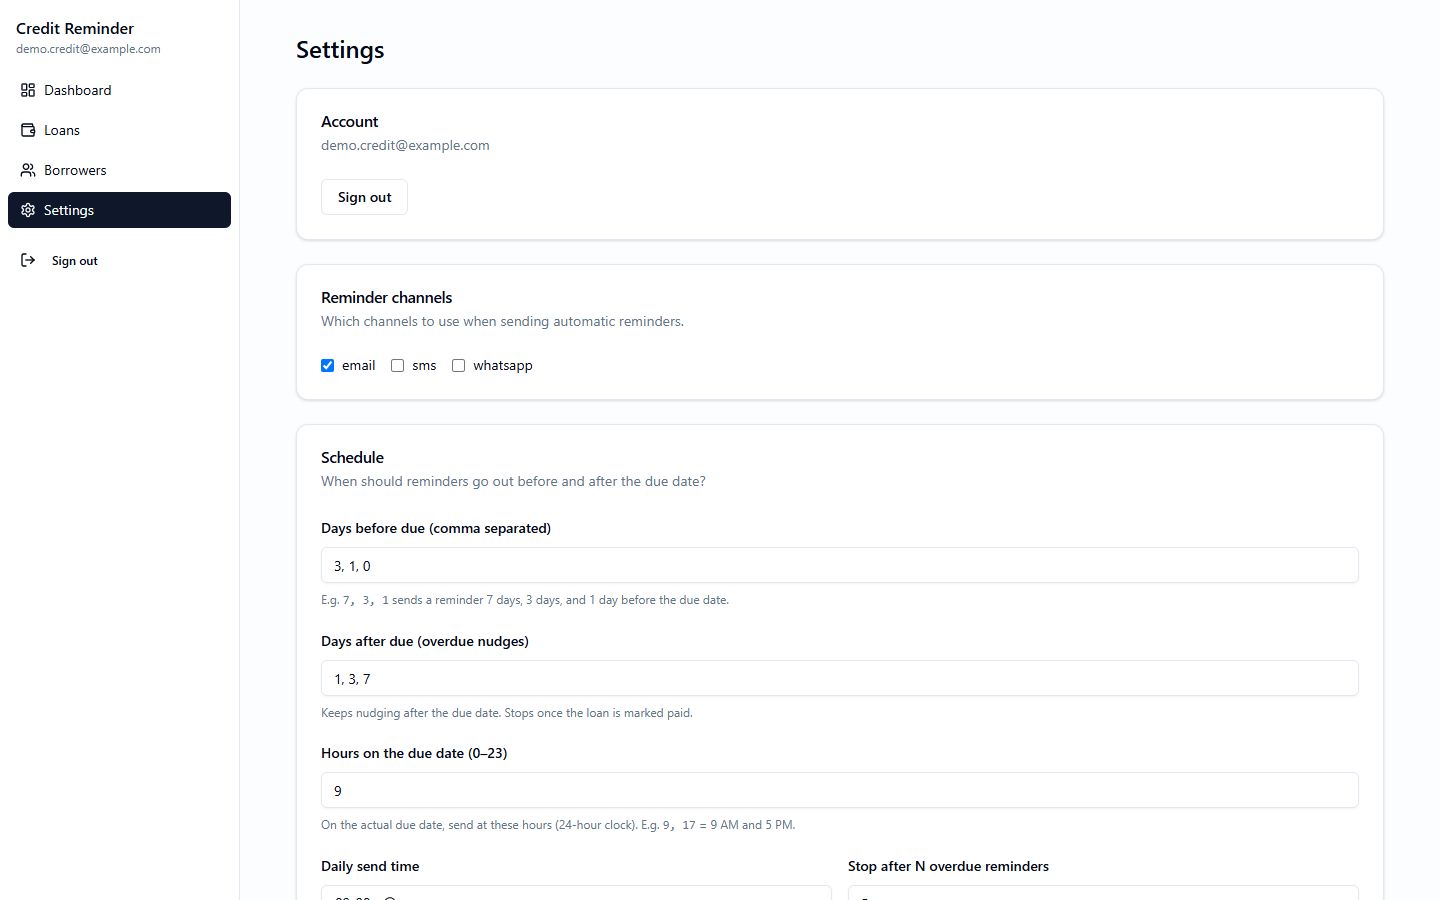 Credit Reminder
demo.credit@example.com
Dashboard
Loans
Borrowers
Settings
Sign out
Settings
Account
demo.credit@example.com
Sign out
Reminder channels
Which channels to use when sending automatic reminders.
email sms whatsapp
Schedule
When should reminders go out before and after the due date?
Days before due (comma separated)
3, 1, 0
E.g. 7, 3, 1 sends a reminder 7 days, 3 days, and 1 day before the due date.
Days after due (overdue nudges)
1, 3, 7
Keeps nudging after the due date. Stops once the loan is marked paid.
Hours on the due date (0–23)
9
On the actual due date, send at these hours (24-hour clock). E.g. 9, 17 = 9 AM and 5 PM.
Daily send time Stop after N overdue reminders